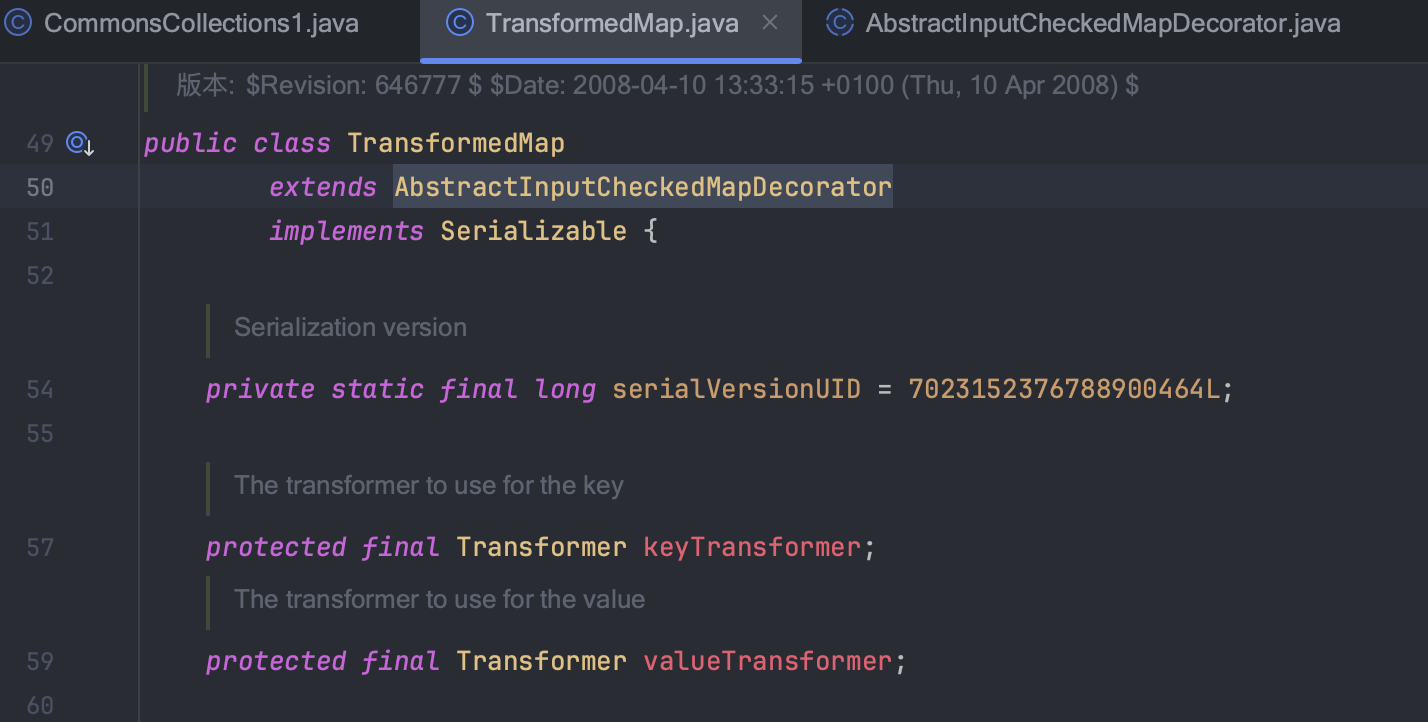 CommonsCollections1.java TransformedMap.java AbstractInputCheckedMapDecorator.java
版本: $Revision: 646777 $ $Date: 2008-04-10 13:33:15 +0100 (Thu, 10 Apr 2008) $
49 public class TransformedMap
50 extends AbstractInputCheckedMapDecorator
51 implements Serializable {
52
Serialization version
54 private static final long serialVersionUID = 7023152376788900464L;
55
The transformer to use for the key
57 protected final Transformer keyTransformer;
The transformer to use for the value
59 protected final Transformer valueTransformer;
60